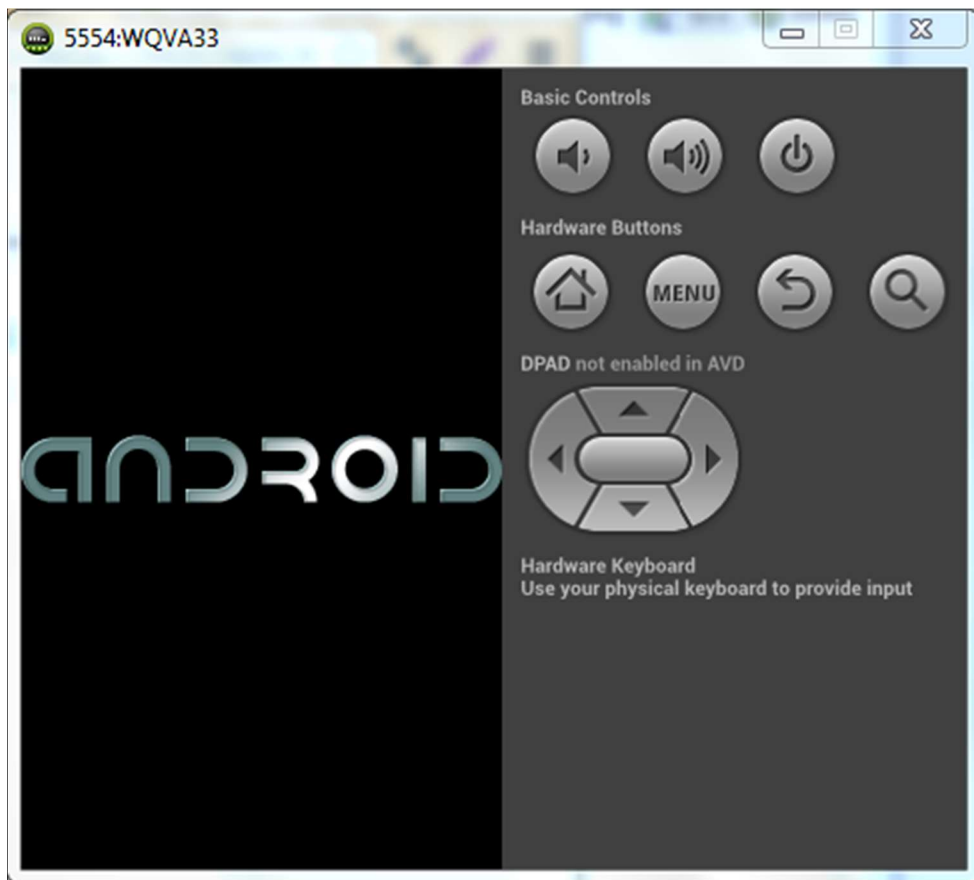 5554:WQVA33
Basic Controls
Hardware Buttons
MENU
DPAD not enabled in AVD
ANDROID
Hardware Keyboard
Use your physical keyboard to provide input